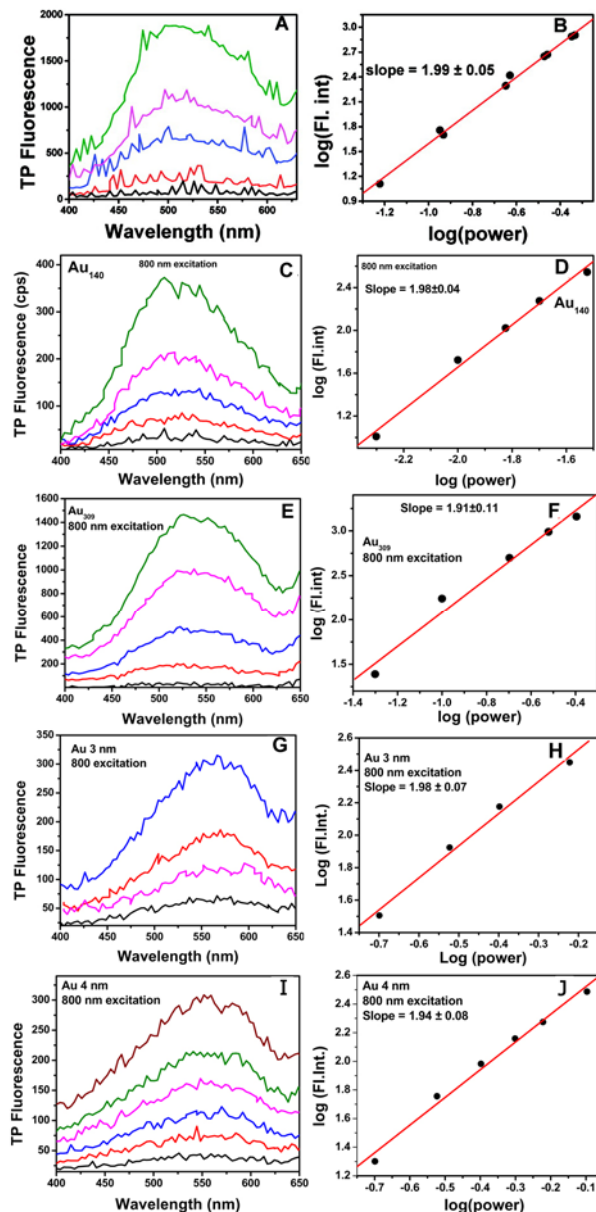 A
TP Fluorescence
2000
1500
1000
500
0
400 450 500 550 600
Wavelength (nm)
B
slope = 1.99 ± 0.05
log(Fl. int)
3.0
2.7
2.4
2.1
1.8
1.5
1.2
0.9
-1.2 -1.0 -0.8 -0.6 -0.4 -0.2
log(power)
Au140
800 nm excitation
C
TP Fluorescence (cps)
400
300
200
100
400 450 500 550 600 650
Wavelength (nm)
800 nm excitation
D
Slope = 1.98±0.04
Au140
log (Fl.int)
2.4
2.0
1.6
1.2
-2.2 -2.0 -1.8 -1.6
log (power)
Au309
800 nm excitation
E
TP Fluorescence
1600
1400
1200
1000
800
600
400
200
400 450 500 550 600 650
Wavelength (nm)
Slope = 1.91±0.11
F
Au309
800 nm excitation
log (Fl.int)
3.0
2.5
2.0
1.5
-1.4 -1.2 -1.0 -0.8 -0.6 -0.4
log (power)
Au 3 nm
800 excitation
G
TP Fluorescence
350
300
250
200
150
100
50
400 450 500 550 600 650
Wavelength (nm)
Au 3 nm
800 nm excitation
Slope = 1.98 ± 0.07
H
Log (Fl.Int.)
2.6
2.4
2.2
2.0
1.8
1.6
1.4
-0.7 -0.6 -0.5 -0.4 -0.3 -0.2
Log (power)
Au 4 nm
800 nm excitation
I
TP Fluorescence
300
250
200
150
100
50
400 450 500 550 600 650
Wavelength (nm)
Au 4 nm
800 nm excitation
Slope = 1.94 ± 0.08
J
log (Fl.Int.)
2.6
2.4
2.2
2.0
1.8
1.6
1.4
1.2
-0.7 -0.6 -0.5 -0.4 -0.3 -0.2 -0.1
log(power)